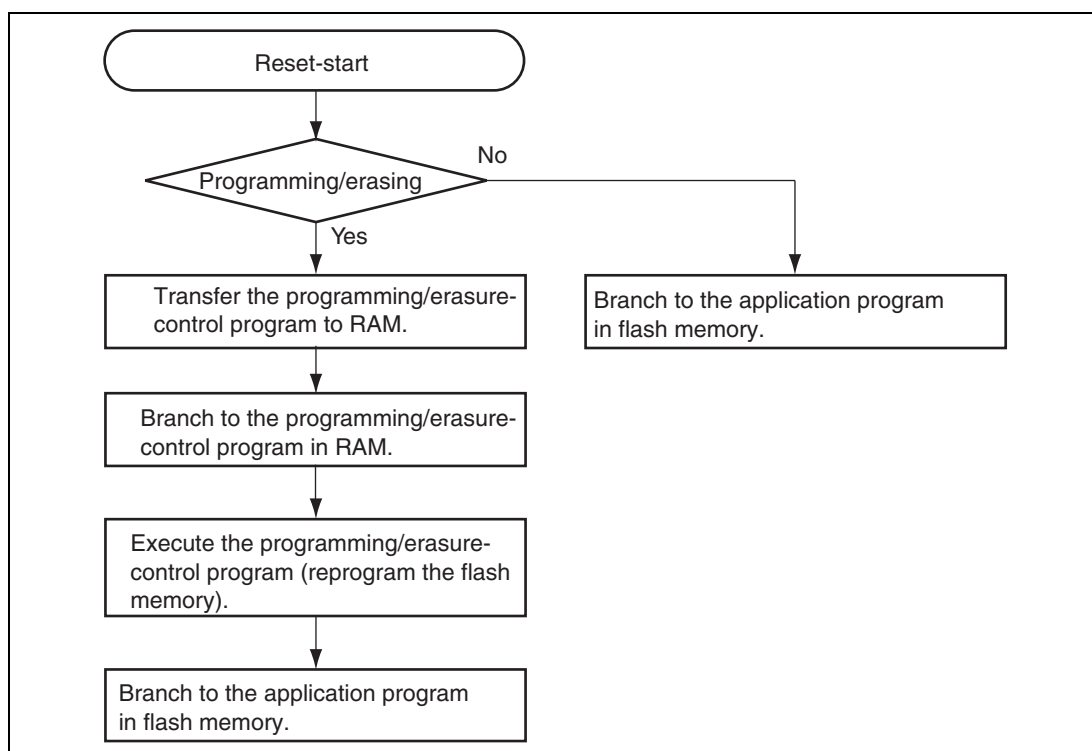 Reset-start
No
Programming/erasing
Yes
Transfer the programming/erasure-
control program to RAM.
Branch to the application program
in flash memory.
Branch to the programming/erasure-
control program in RAM.
Execute the programming/erasure-
control program (reprogram the flash
memory).
Branch to the application program
in flash memory.